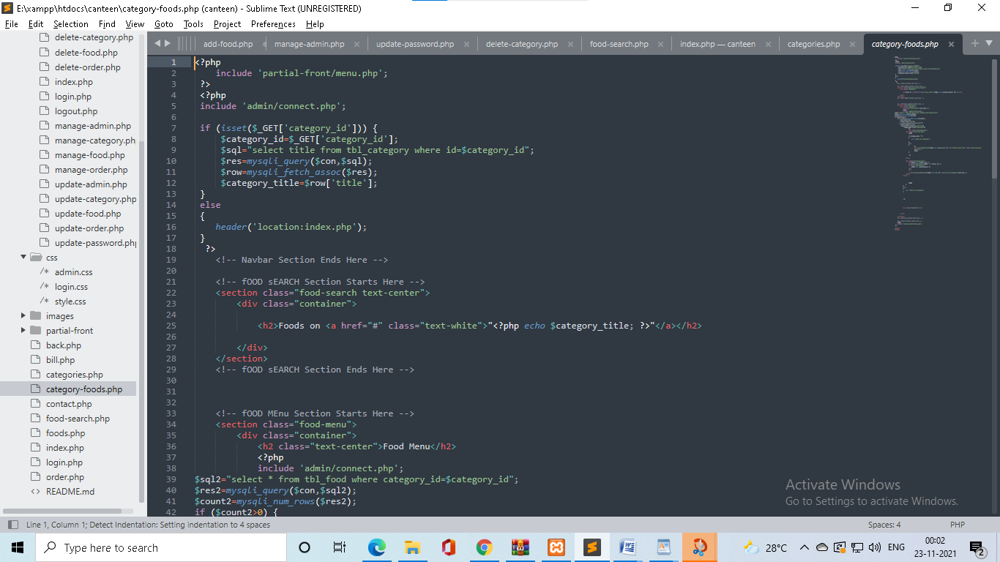 E:\xampp\htdocs\canteen\category-foods.php (canteen) - Sublime Text (UNREGISTERED)
File Edit Selection Find View Goto Tools Project Preferences Help
delete-category.php
delete-food.php
delete-order.php
index.php
login.php
logout.php
manage-admin.php
manage-category.ph
manage-food.php
manage-order.php
update-admin.php
update-category.php
update-food.php
update-order.php
update-password.php
css
/* admin.css
/* login.css
/* style.css
images
partial-front
back.php
bill.php
categories.php
category-foods.php
contact.php
food-search.php
foods.php
index.php
login.php
order.php
<> README.md
add-food.php manage-admin.php × update-password.php × delete-category.php × food-search.php × index.php — canteen × categories.php × category-foods.php ×
1 <?php
2 include 'partial-front/menu.php';
3 ?>
4 <?php
5 include 'admin/connect.php';
6
7 if (isset($_GET['category_id'])) {
8 $category_id=$_GET['category_id'];
9 $sql="select title from tbl_category where id=$category_id";
10 $res=mysqli_query($con,$sql);
11 $row=mysqli_fetch_assoc($res);
12 $category_title=$row['title'];
13 }
14 else
15 {
16 header('location:index.php');
17 }
18 ?>
19 <!-- Navbar Section Ends Here -->
20
21 <!-- fOOD sEARCH Section Starts Here -->
22 <section class="food-search text-center">
23 <div class="container">
24
25 <h2>Foods on <a href="#" class="text-white">"<?php echo $category_title; ?>"</a></h2>
26
27 </div>
28 </section>
29 <!-- fOOD sEARCH Section Ends Here -->
30
31
32
33 <!-- fOOD MEnu Section Starts Here -->
34 <section class="food-menu">
35 <div class="container">
36 <h2 class="text-center">Food Menu</h2>
37 <?php
38 include 'admin/connect.php';
39 $sql2="select * from tbl_food where category_id=$category_id";
40 $res2=mysqli_query($con,$sql2);
41 $count2=mysqli_num_rows($res2);
42 if ($count2>0) {
Activate Windows
Go to Settings to activate Windows.
Line 1, Column 1; Detect Indentation: Setting indentation to 4 spaces Spaces: 4 PHP
Type here to search 28°C ENG 00:02
23-11-2021 2